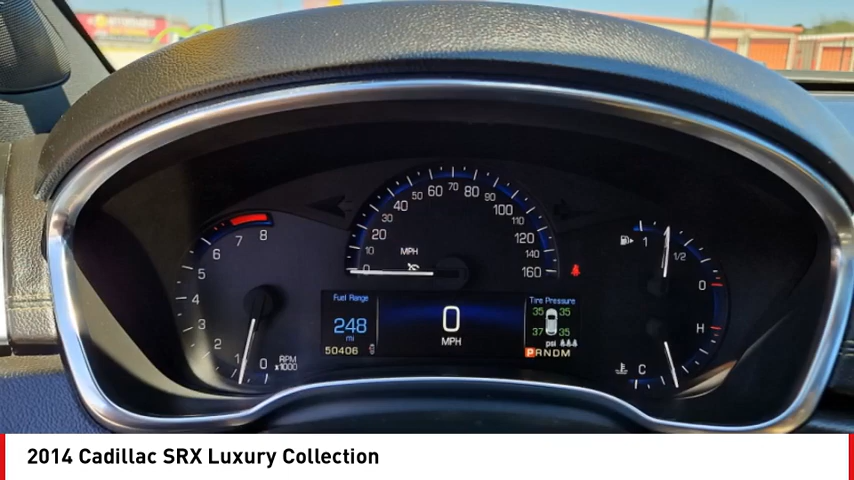 10 20 30 40 50 60 70 80 90 100 110 120 140 160
MPH
0
0 1 2 3 4 5 6 7 8
RPM
x1000
Fuel Range
248
mi
50406
0
MPH
Tire Pressure
35 35
37 35
psi
PRNDM
1 1/2 0
H
C
2014 Cadillac SRX Luxury Collection